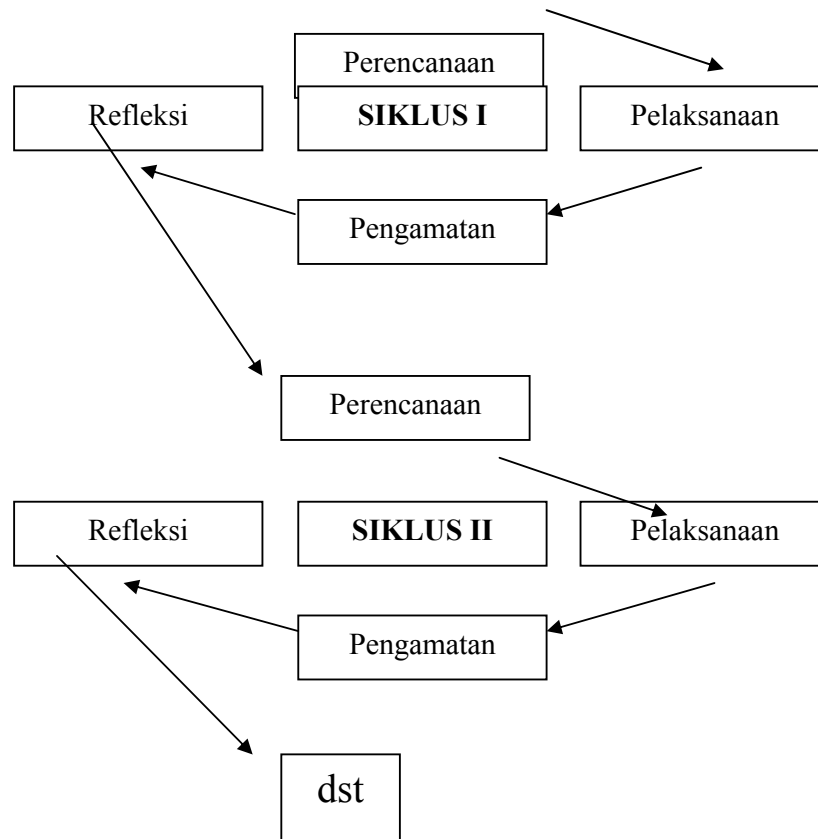 Perencanaan
Refleksi
SIKLUS I
Pelaksanaan
Pengamatan
Perencanaan
Refleksi
SIKLUS II
Pelaksanaan
Pengamatan
dst